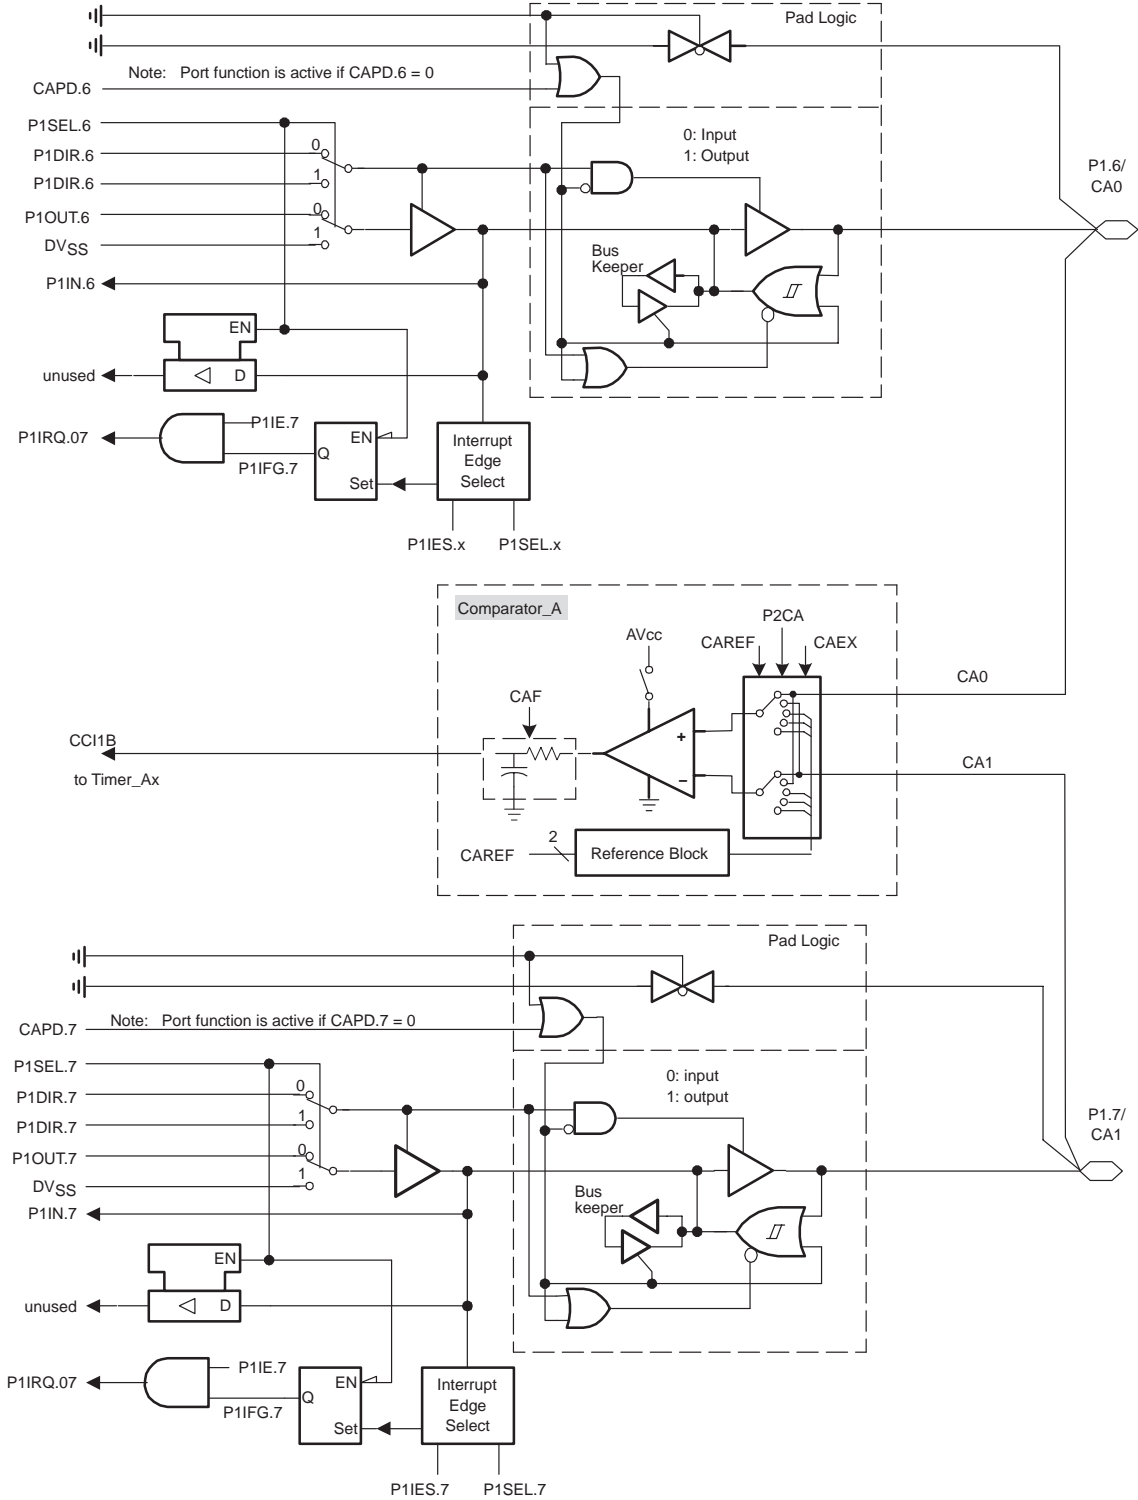 Pad Logic
Note: Port function is active if CAPD.6 = 0
CAPD.6
P1SEL.6
0: Input
1: Output
P1DIR.6
0
P1DIR.6
1
P1.6/
CA0
P1OUT.6
0
DVSS
1
Bus
Keeper
P1IN.6
EN
unused
D
P1IE.7
P1IRQ.07
EN
Q
P1IFG.7
Set
Interrupt
Edge
Select
P1IES.x
P1SEL.x
Comparator_A
P2CA
AVcc
CAREF
CAEX
CA0
CAF
+
CCI1B
−
CA1
to Timer_Ax
2
CAREF
Reference Block
Pad Logic
Note: Port function is active if CAPD.7 = 0
CAPD.7
P1SEL.7
0: input
1: output
P1DIR.7
0
P1DIR.7
1
P1.7/
CA1
P1OUT.7
0
DVSS
1
Bus
keeper
P1IN.7
EN
unused
D
P1IE.7
P1IRQ.07
EN
Q
P1IFG.7
Set
Interrupt
Edge
Select
P1IES.7
P1SEL.7